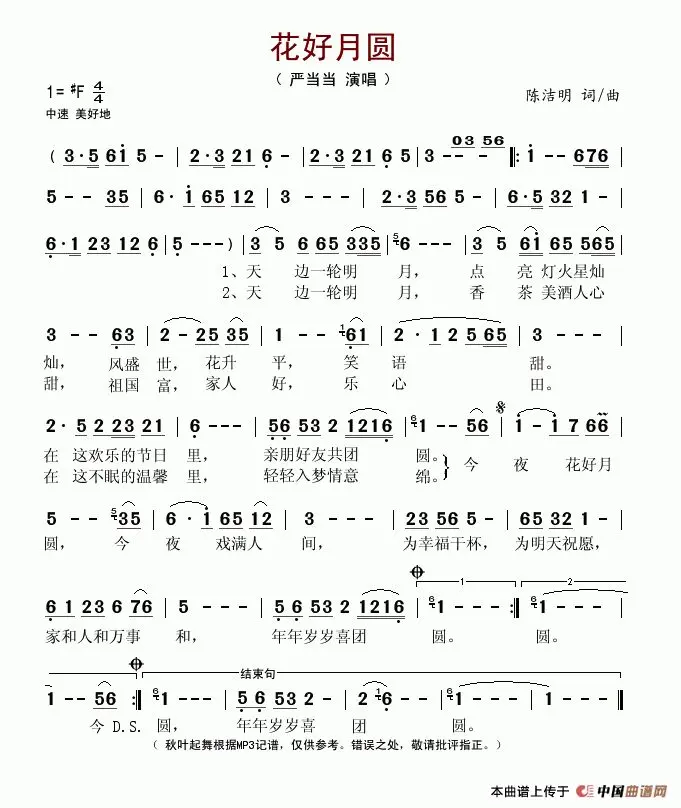 花好月圆
（ 严当当 演唱 ）
1= #F 4/4
陈洁明 词/曲
中速 美好地
03 56
( 3·5 6i 5 - | 2·3 21 6 - | 2·3 21 6 5 | 3 - - - |: i - - 676 |
5 - - 35 | 6· i 65 12 | 3 - - - | 2·3 56 5 - | 6·5 32 1 - |
6·1 23 12 6 | 5 - - - ) | 3 5 6 65 335 | 5 6 - - - | 3 5 6i 65 565 |
1、天 边一轮明 月， 点 亮 灯火星灿
2、天 边一轮明 月， 香 茶 美酒人心
3 - - 63 | 2 - 25 35 | 1 - - 1 61 | 2· 1 2 5 65 | 3 - - - |
灿， 风盛 世， 花升 平， 笑 语 甜。
甜， 祖国 富， 家人 好， 乐 心 田。
2· 5 2 23 21 | 6 - - - | 56 53 2 1216 | 6 1 - - 56 | i - i 7 66 |
在 这欢乐的节日 里， 亲朋好友共团 圆。 今 夜 花好月
在 这不眠的温馨 里， 轻轻入梦情意 绵。
5 - - 5 35 | 6· i 65 12 | 3 - - - | 23 56 5 - | 65 32 1 - |
圆， 今 夜 戏满人 间， 为幸福干杯， 为明天祝愿，
1 2
6 1 23 6 76 | 5 - - - | 56 53 2 1216 | 6 1 - - - :| 6 1 - - - |
家和人和万事 和， 年年岁岁喜团 圆。 圆。
结束句
1 - - 56 :| 6 1 - - - | 56 53 2 - | 2 1 6 - - | 6 1 - - - | 1 - - - ‖
今 D.S. 圆， 年年岁岁喜 团 圆。
（ 秋叶起舞根据MP3记谱，仅供参考。错误之处，敬请批评指正。）
本曲谱上传于 中国曲谱网